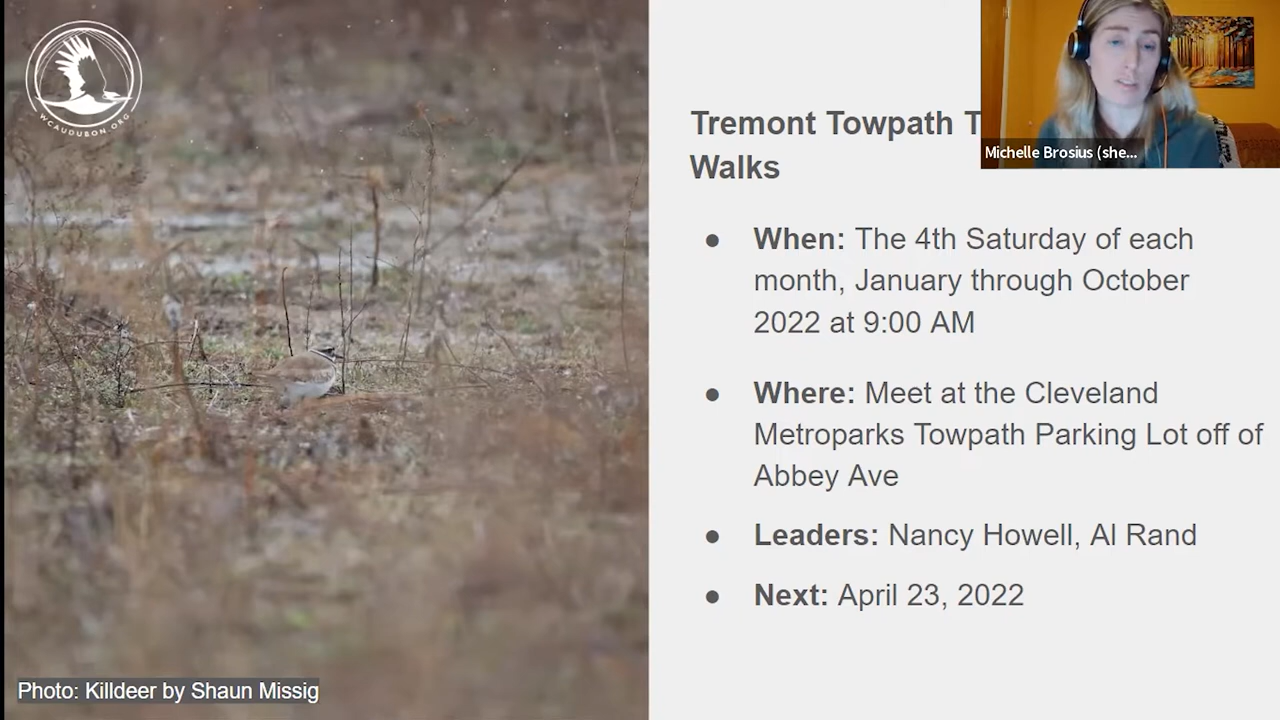 WCAUDUBON.ORG
Tremont Towpath T
Walks
Michelle Brosius (she...
● When: The 4th Saturday of each
month, January through October
2022 at 9:00 AM
● Where: Meet at the Cleveland
Metroparks Towpath Parking Lot off of
Abbey Ave
● Leaders: Nancy Howell, Al Rand
● Next: April 23, 2022
Photo: Killdeer by Shaun Missig